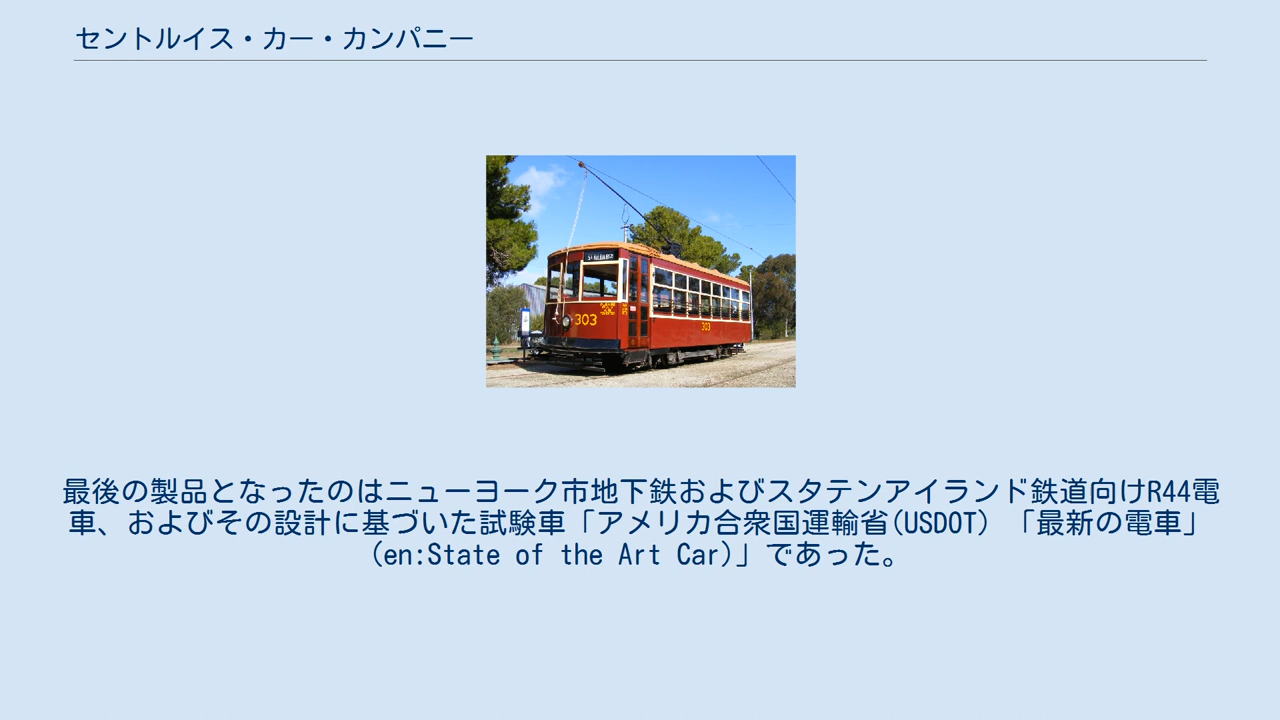 セントルイス・カー・カンパニー
303
303
最後の製品となったのはニューヨーク市地下鉄およびスタテンアイランド鉄道向けR44電
車、およびその設計に基づいた試験車「アメリカ合衆国運輸省(USDOT) 「最新の電車」
(en:State of the Art Car)」であった。